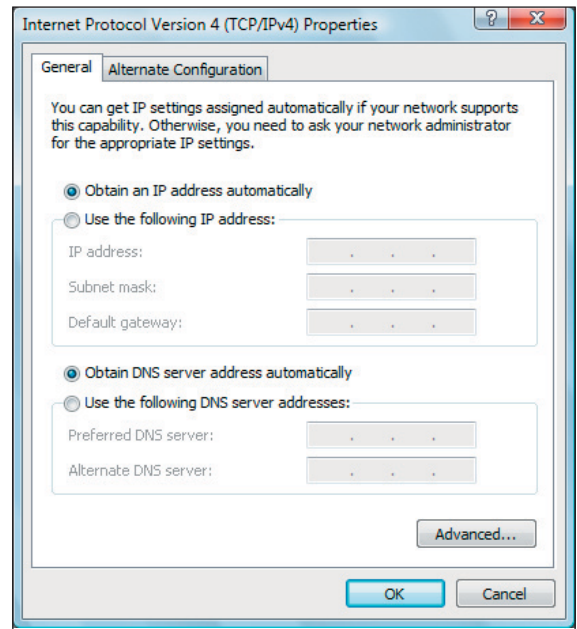 Internet Protocol Version 4 (TCP/IPv4) Properties
General
Alternate Configuration
You can get IP settings assigned automatically if your network supports
this capability. Otherwise, you need to ask your network administrator
for the appropriate IP settings.
Obtain an IP address automatically
Use the following IP address:
IP address:
Subnet mask:
Default gateway:
Obtain DNS server address automatically
Use the following DNS server addresses:
Preferred DNS server:
Alternate DNS server:
Advanced...
OK
Cancel